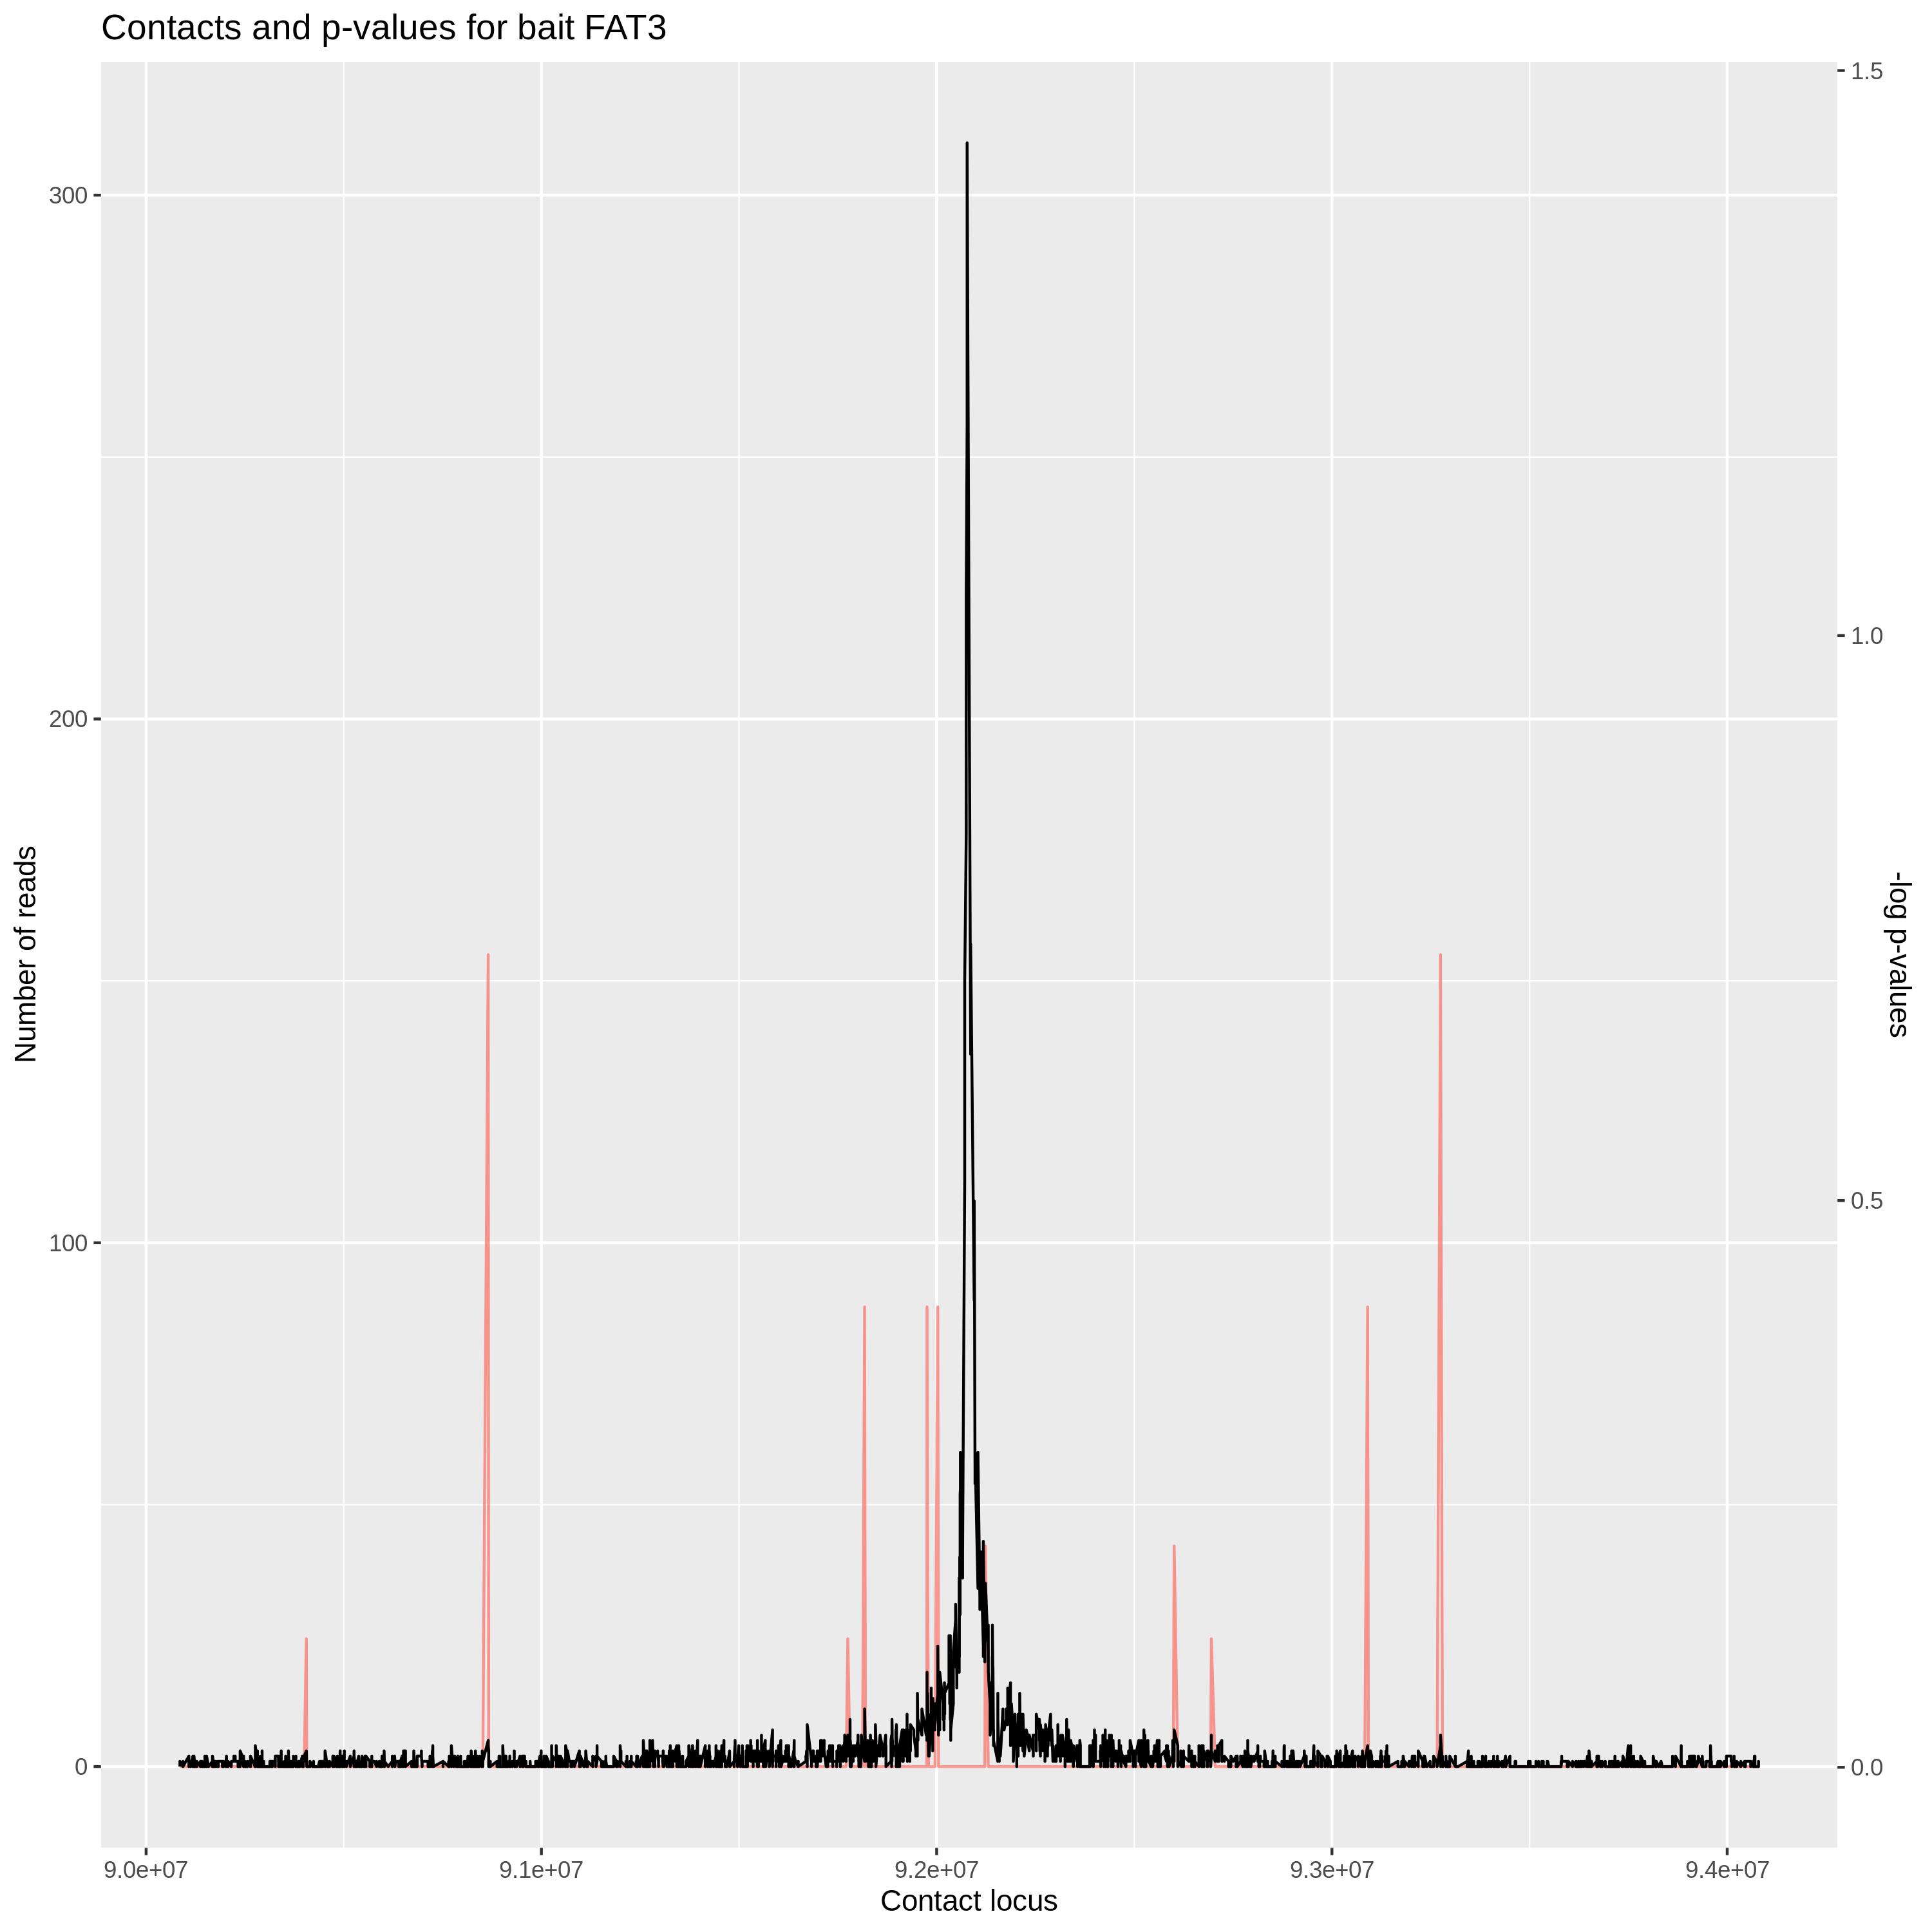 Contacts and p-values for bait FAT3
1.5
300
1.0
200
Number of reads
-log p-values
0.5
100
0
0.0
9.0e+07 9.1e+07 9.2e+07 9.3e+07 9.4e+07
Contact locus